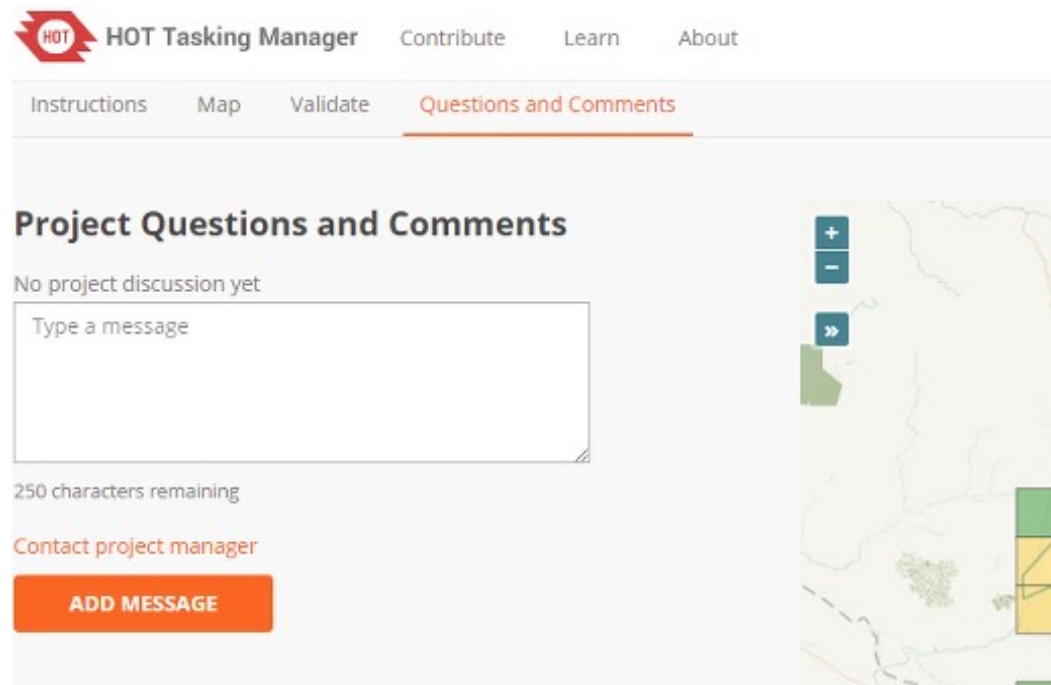 HOT HOT Tasking Manager Contribute Learn About
Instructions Map Validate Questions and Comments
Project Questions and Comments
No project discussion yet
Type a message
250 characters remaining
Contact project manager
ADD MESSAGE
+
−
»